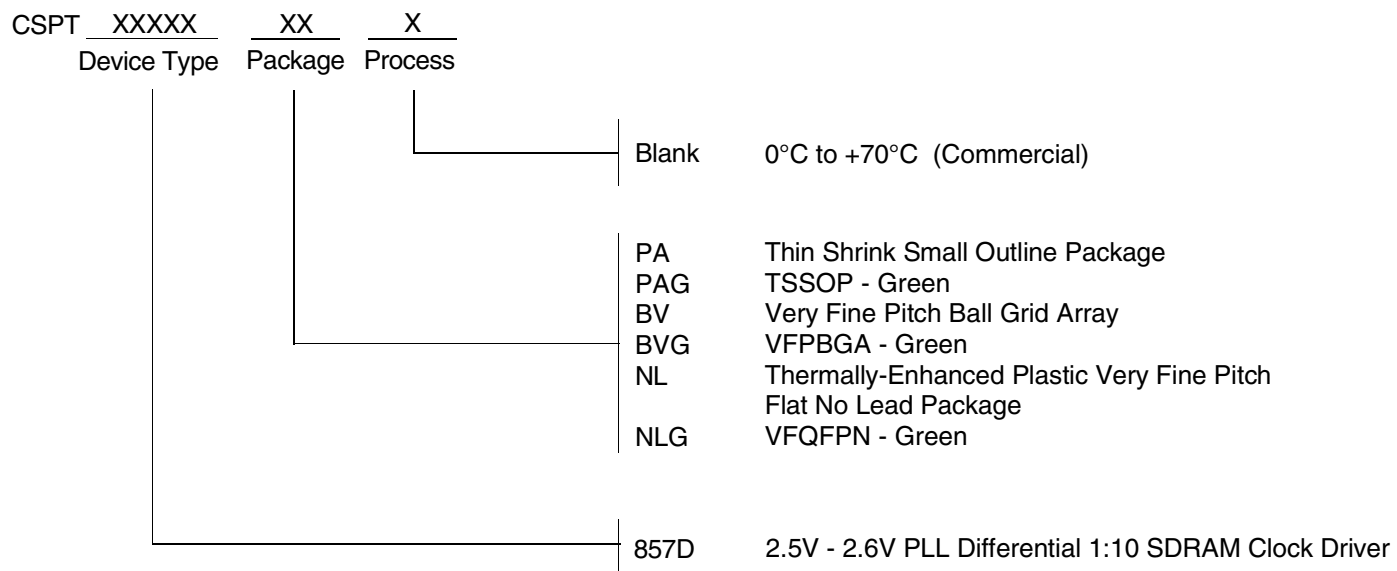 CSPT XXXXX XX X
Device Type Package Process
Blank 0°C to +70°C (Commercial)
PA Thin Shrink Small Outline Package
PAG TSSOP - Green
BV Very Fine Pitch Ball Grid Array
BVG VFPBGA - Green
NL Thermally-Enhanced Plastic Very Fine Pitch
Flat No Lead Package
NLG VFQFPN - Green
857D 2.5V - 2.6V PLL Differential 1:10 SDRAM Clock Driver